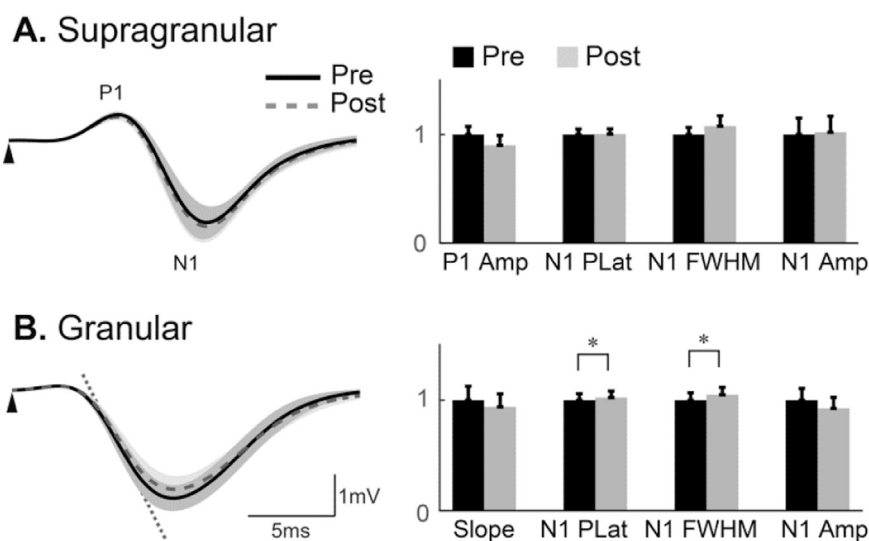 A. Supragranular
P1
Pre
Post
N1
Pre Post
1
0
P1 Amp N1 PLat N1 FWHM N1 Amp
B. Granular
1mV
5ms
* *
1
0
Slope N1 PLat N1 FWHM N1 Amp